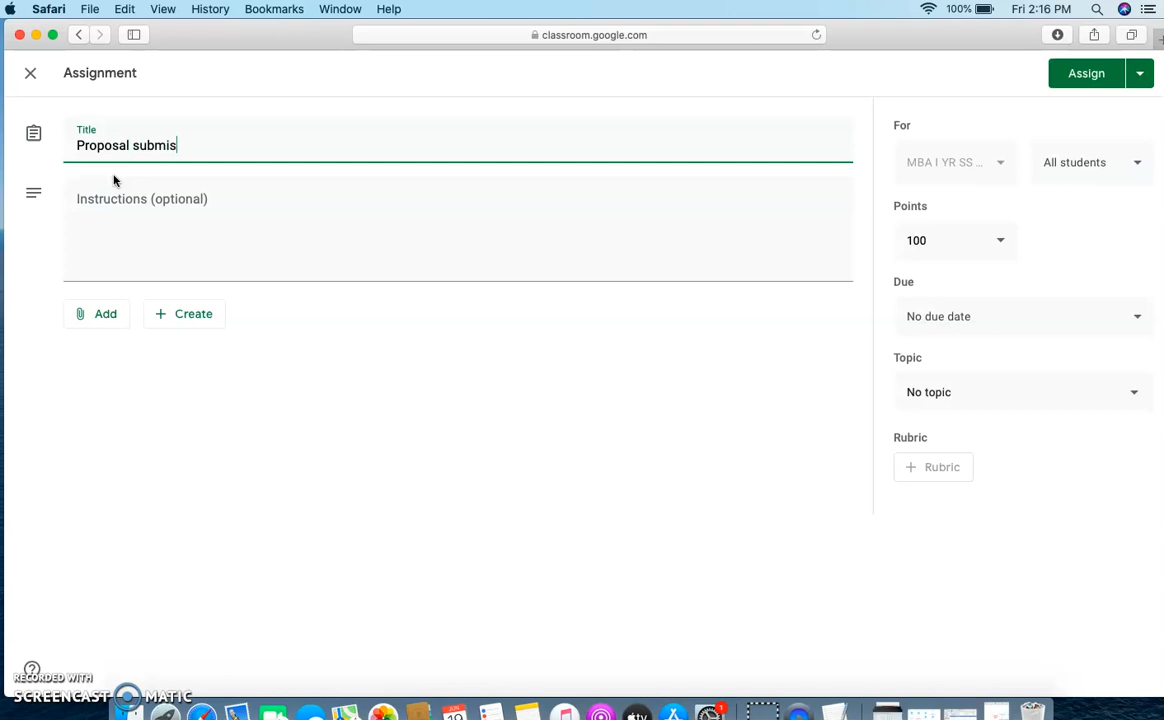 Safari File Edit View History Bookmarks Window Help 100% Fri 2:16 PM
classroom.google.com
Assignment
Assign
Title
Proposal submis
Instructions (optional)
Add
Create
For
MBA I YR SS ...
All students
Points
100
Due
No due date
Topic
No topic
Rubric
Rubric
RECORDED WITH
SCREENCAST MATIC
19
1